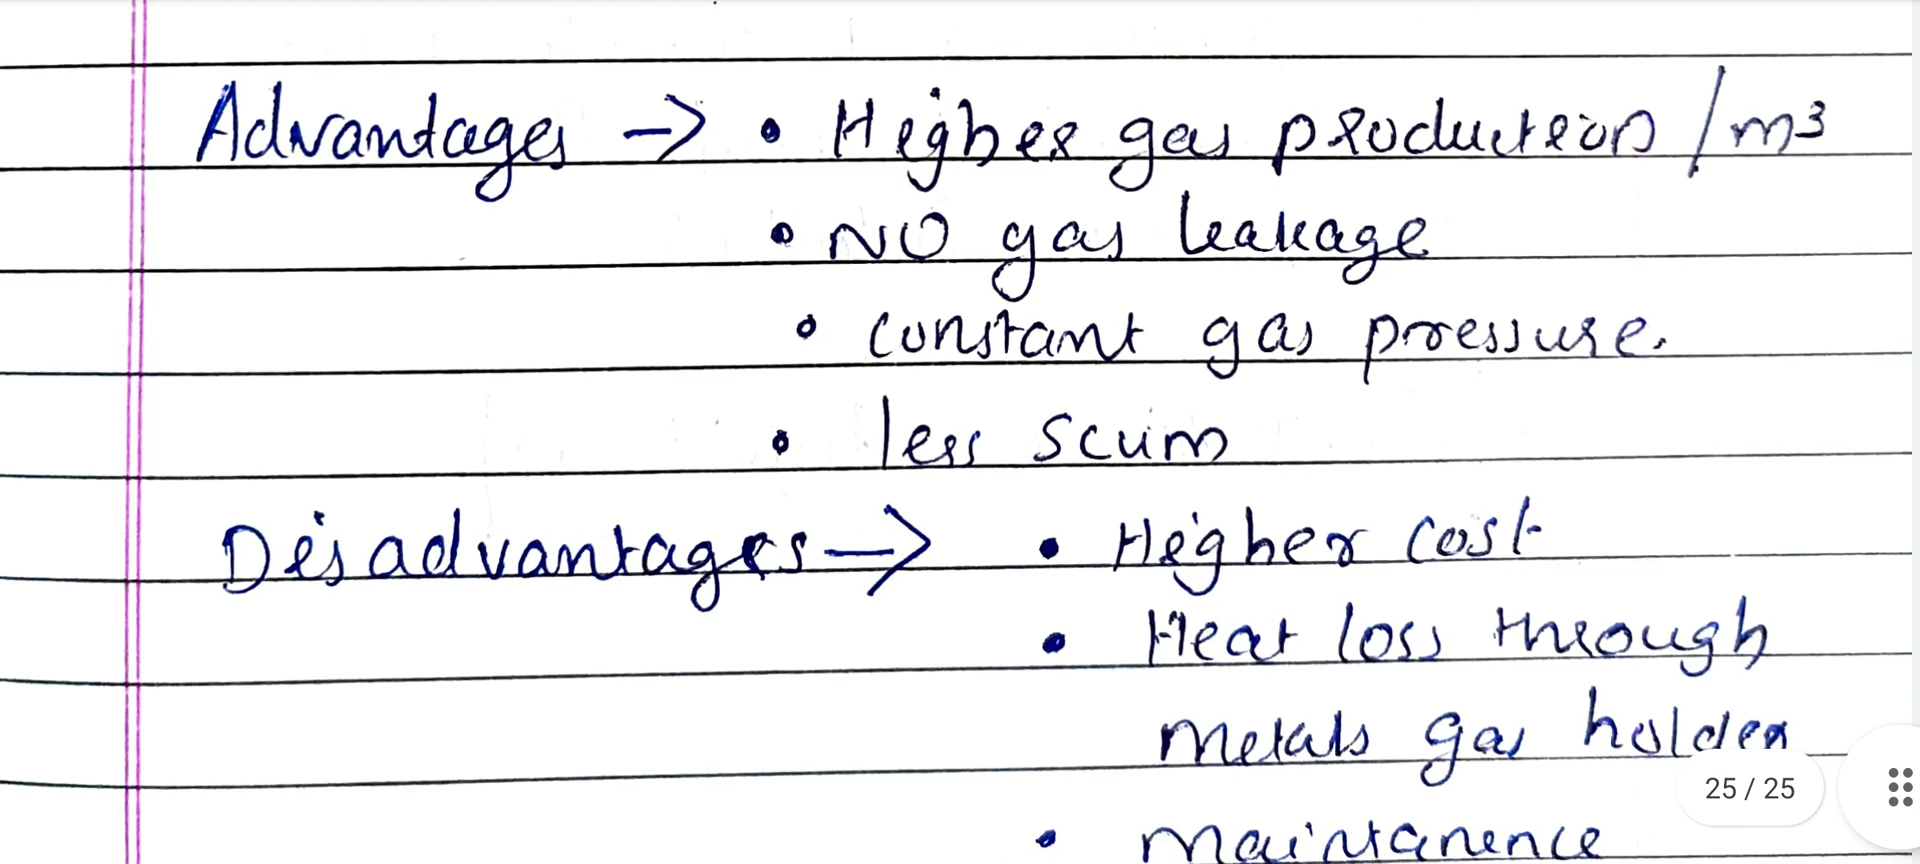 Advantages -> • Higher gas production / m³
• NO gas leakage
• constant gas pressure.
• less scum
Disadvantages -> • Higher cost
• Heat loss through
metals gas holder
25 / 25
• maintanence